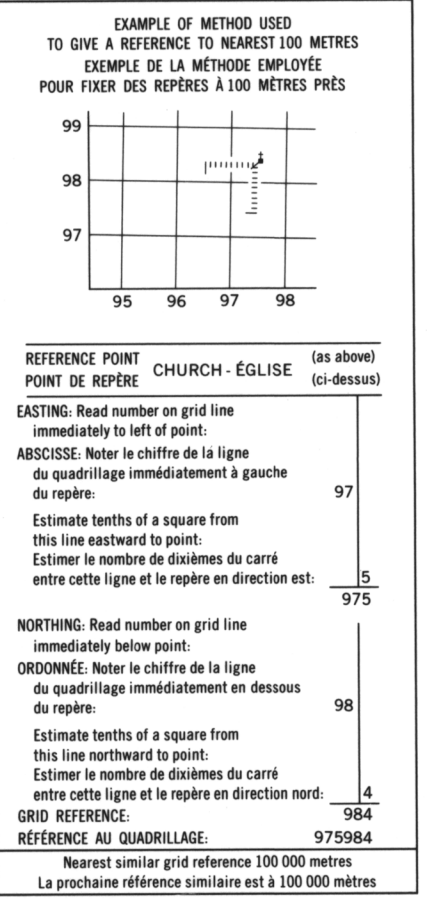 EXAMPLE OF METHOD USED
TO GIVE A REFERENCE TO NEAREST 100 METRES
EXEMPLE DE LA MÉTHODE EMPLOYÉE
POUR FIXER DES REPÈRES À 100 MÈTRES PRÈS
99
98
97
95 96 97 98
REFERENCE POINT
POINT DE REPÈRE
CHURCH - ÉGLISE
(as above)
(ci-dessus)
EASTING: Read number on grid line
immediately to left of point:
ABSCISSE: Noter le chiffre de la ligne
du quadrillage immédiatement à gauche
du repère: 97
Estimate tenths of a square from
this line eastward to point:
Estimer le nombre de dixièmes du carré
entre cette ligne et le repère en direction est: 5
975
NORTHING: Read number on grid line
immediately below point:
ORDONNÉE: Noter le chiffre de la ligne
du quadrillage immédiatement en dessous
du repère: 98
Estimate tenths of a square from
this line northward to point:
Estimer le nombre de dixièmes du carré
entre cette ligne et le repère en direction nord: 4
GRID REFERENCE: 984
RÉFÉRENCE AU QUADRILLAGE: 975984
Nearest similar grid reference 100 000 metres
La prochaine référence similaire est à 100 000 mètres